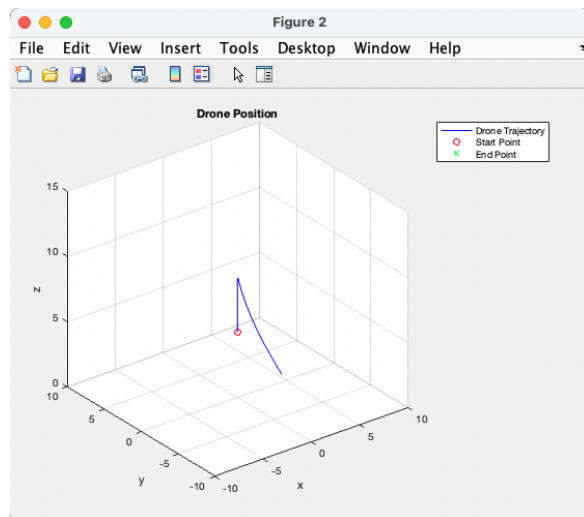 Figure 2
File Edit View Insert Tools Desktop Window Help
Drone Position
Drone Trajectory
Start Point
End Point
15
10
5
0
z
10
5
0
-5
-10
y
-10
-5
0
5
10
x